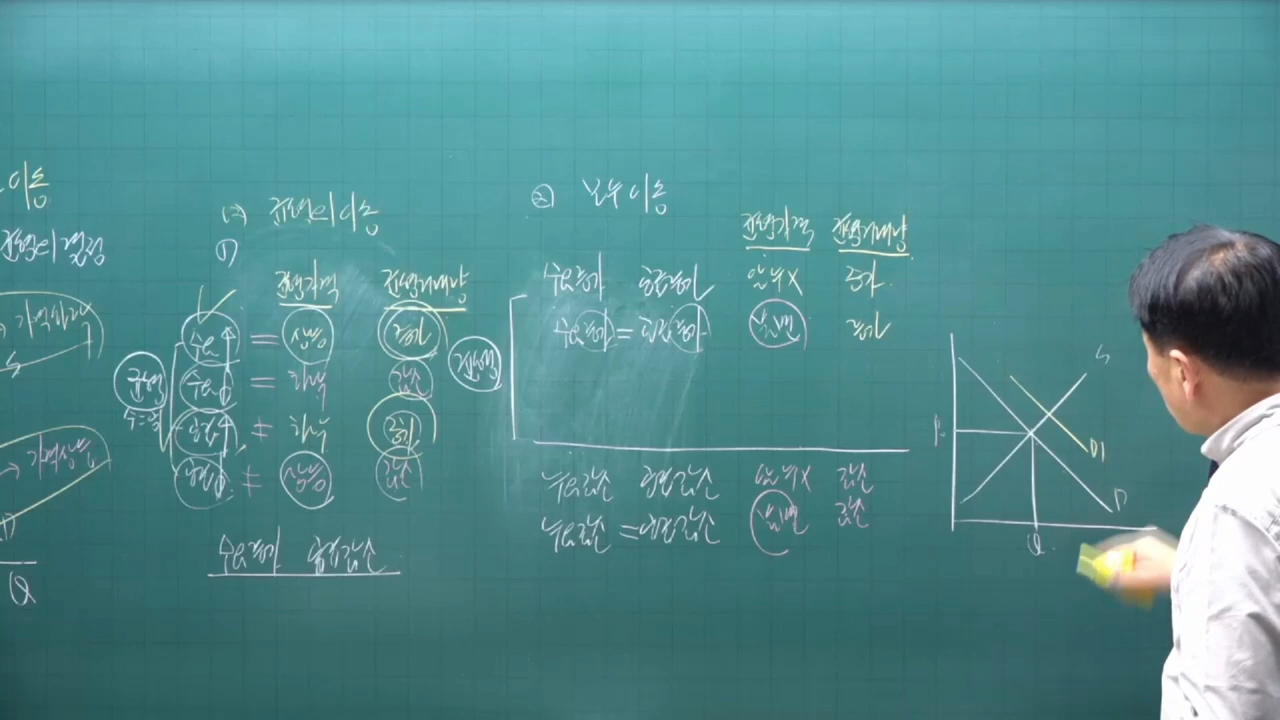 이동
균형의 결정
→ 가격하락
S
→ 가격상승
Q
(2) 균형의 이동
①
균형가격 균형거래량
수요↑ = 상승 증가
수요↓ = 하락 감소
공급↑ ≠ 하락 증가
공급↓ ≠ 상승 감소
균형
수요증가 공급감소
② 모두 이동
균형가격 균형거래량
수요증가 공급증가 알 수 X 증가
수요증가 = 공급증가 불변 증가
수요감소 공급감소 알 수 X 감소
수요감소 = 공급감소 불변 감소
S
P
D1
D
Q